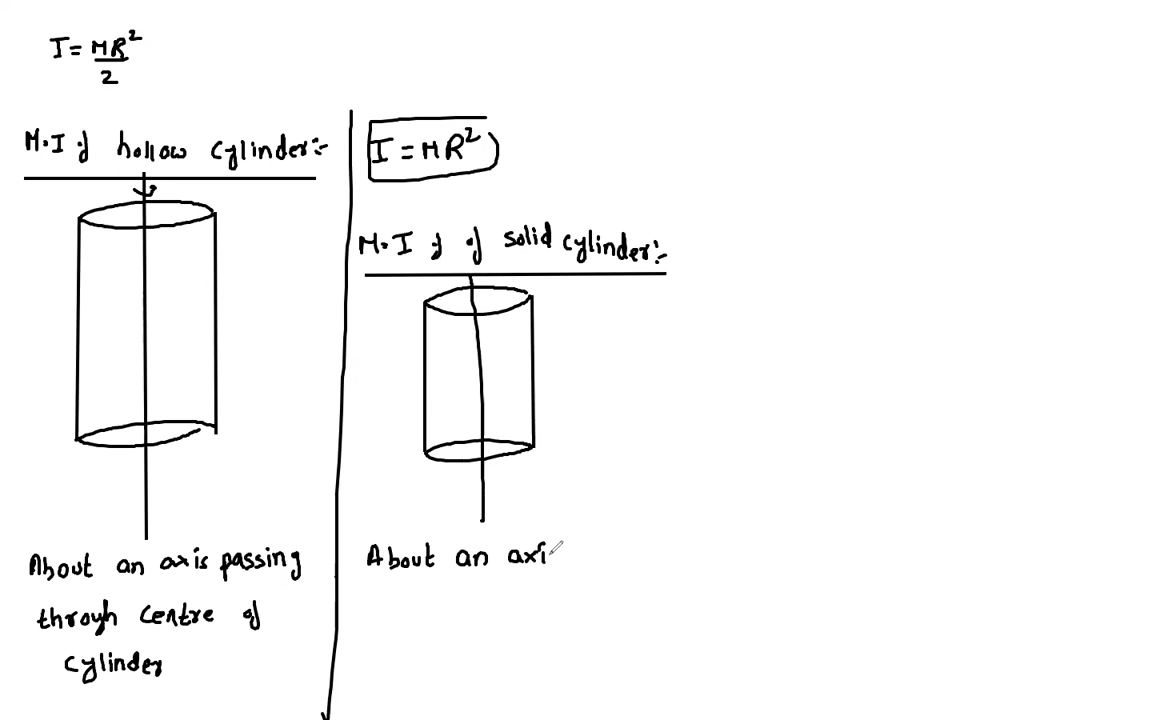 I = MR²/2
M.I of hollow cylinder:-
About an axis passing
through centre of
cylinder
I = MR²
M.I of of solid cylinder:-
About an axi